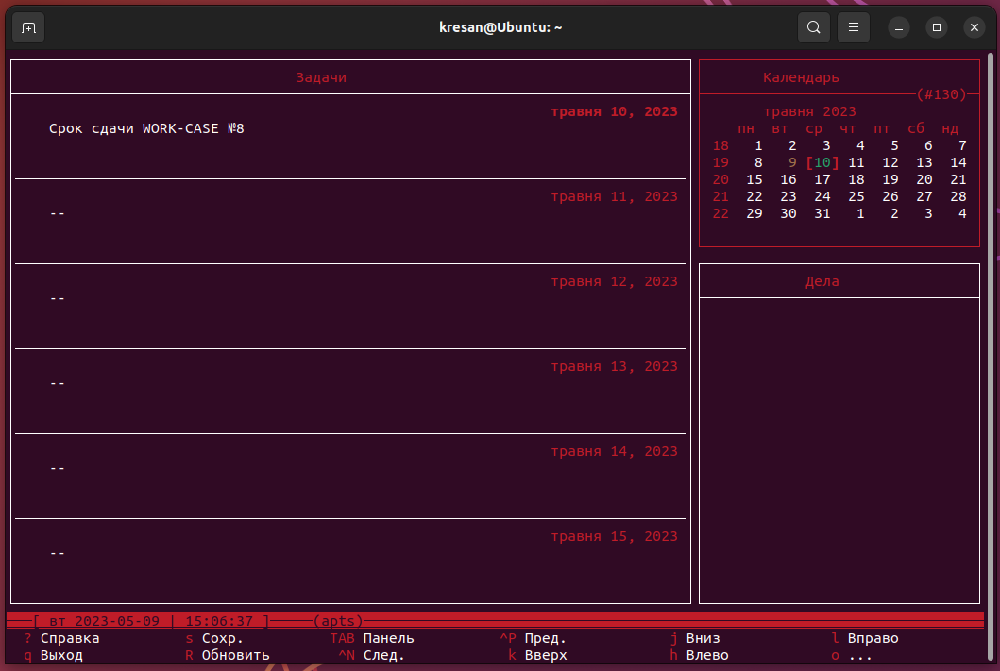 kresan@Ubuntu: ~
Задачи
травня 10, 2023
Срок сдачи WORK-CASE №8
травня 11, 2023
--
травня 12, 2023
--
травня 13, 2023
--
травня 14, 2023
--
травня 15, 2023
--
Календарь
(#130)
травня 2023
пн вт ср чт пт сб нд
18 1 2 3 4 5 6 7
19 8 9 [10] 11 12 13 14
20 15 16 17 18 19 20 21
21 22 23 24 25 26 27 28
22 29 30 31 1 2 3 4
Дела
[ вт 2023-05-09 | 15:06:37 ] (apts)
? Справка s Сохр. TAB Панель ^P Пред. j Вниз l Вправо
q Выход R Обновить ^N След. k Вверх h Влево o ...